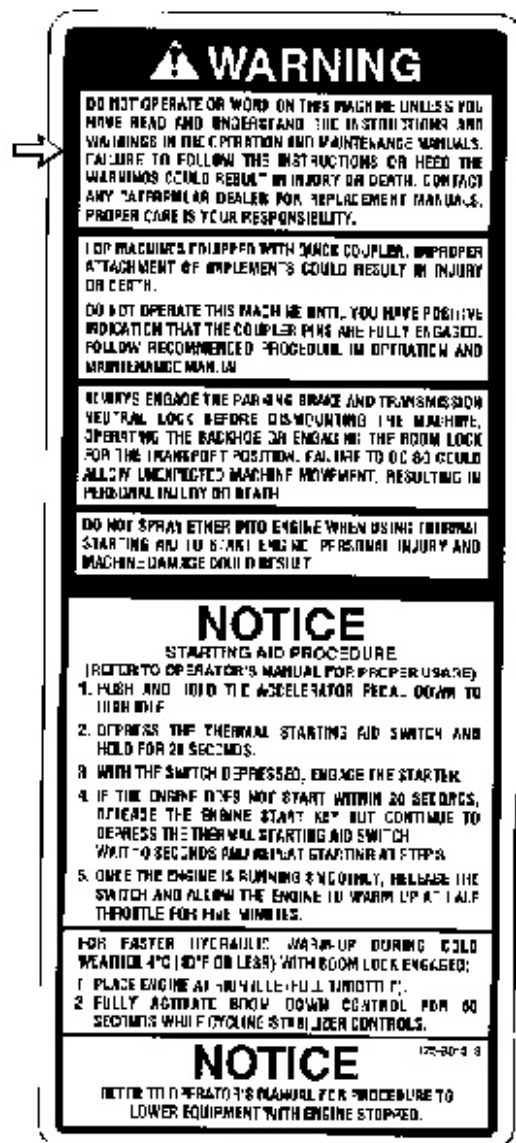 WARNING
DO NOT OPERATE OR WORK ON THIS MACHINE UNLESS YOU
HAVE READ AND UNDERSTAND THE INSTRUCTIONS AND
WARNINGS IN THE OPERATION AND MAINTENANCE MANUALS.
FAILURE TO FOLLOW THE INSTRUCTIONS OR HEED THE
WARNINGS COULD RESULT IN INJURY OR DEATH. CONTACT
ANY CATERPILLAR DEALER FOR REPLACEMENT MANUALS.
PROPER CARE IS YOUR RESPONSIBILITY.
FOR MACHINES EQUIPPED WITH QUICK COUPLER, IMPROPER
ATTACHMENT OF IMPLEMENTS COULD RESULT IN INJURY
OR DEATH.
DO NOT OPERATE THIS MACHINE UNTIL YOU HAVE POSITIVE
INDICATION THAT THE COUPLER PINS ARE FULLY ENGAGED.
FOLLOW RECOMMENDED PROCEDURE IN OPERATION AND
MAINTENANCE MANUAL
ALWAYS ENGAGE THE PARKING BRAKE AND TRANSMISSION
NEUTRAL LOCK BEFORE DISMOUNTING THE MACHINE,
OPERATING THE BACKHOE OR ENGAGING THE BOOM LOCK
FOR THE TRANSPORT POSITION. FAILURE TO DO SO COULD
ALLOW UNEXPECTED MACHINE MOVEMENT, RESULTING IN
PERSONAL INJURY OR DEATH
DO NOT SPRAY ETHER INTO ENGINE WHEN USING THERMAL
STARTING AID TO START ENGINE. PERSONAL INJURY AND
MACHINE DAMAGE COULD RESULT
NOTICE
STARTING AID PROCEDURE
(REFER TO OPERATOR'S MANUAL FOR PROPER USAGE)
1. PUSH AND HOLD THE ACCELERATOR PEDAL DOWN TO
HIGH IDLE
2. DEPRESS THE THERMAL STARTING AID SWITCH AND
HOLD FOR 20 SECONDS.
3. WITH THE SWITCH DEPRESSED, ENGAGE THE STARTER.
4. IF THE ENGINE DOES NOT START WITHIN 20 SECONDS,
RELEASE THE ENGINE START KEY BUT CONTINUE TO
DEPRESS THE THERMAL STARTING AID SWITCH
WAIT 10 SECONDS AND REPEAT STARTING AT STEP 3.
5. ONCE THE ENGINE IS RUNNING SMOOTHLY, RELEASE THE
SWITCH AND ALLOW THE ENGINE TO WARM UP AT HALF
THROTTLE FOR FIVE MINUTES.
FOR FASTER HYDRAULIC WARM-UP DURING COLD
WEATHER (OR LESS) WITH BOOM LOCK ENGAGED:
1. PLACE ENGINE AT HIGH IDLE (FULL THROTTLE).
2. FULLY ACTIVATE BOOM DOWN CONTROL FOR 60
SECONDS WHILE CYCLING STABILIZER CONTROLS.
NOTICE
REFER TO OPERATOR'S MANUAL FOR PROCEDURE TO
LOWER EQUIPMENT WITH ENGINE STOPPED.